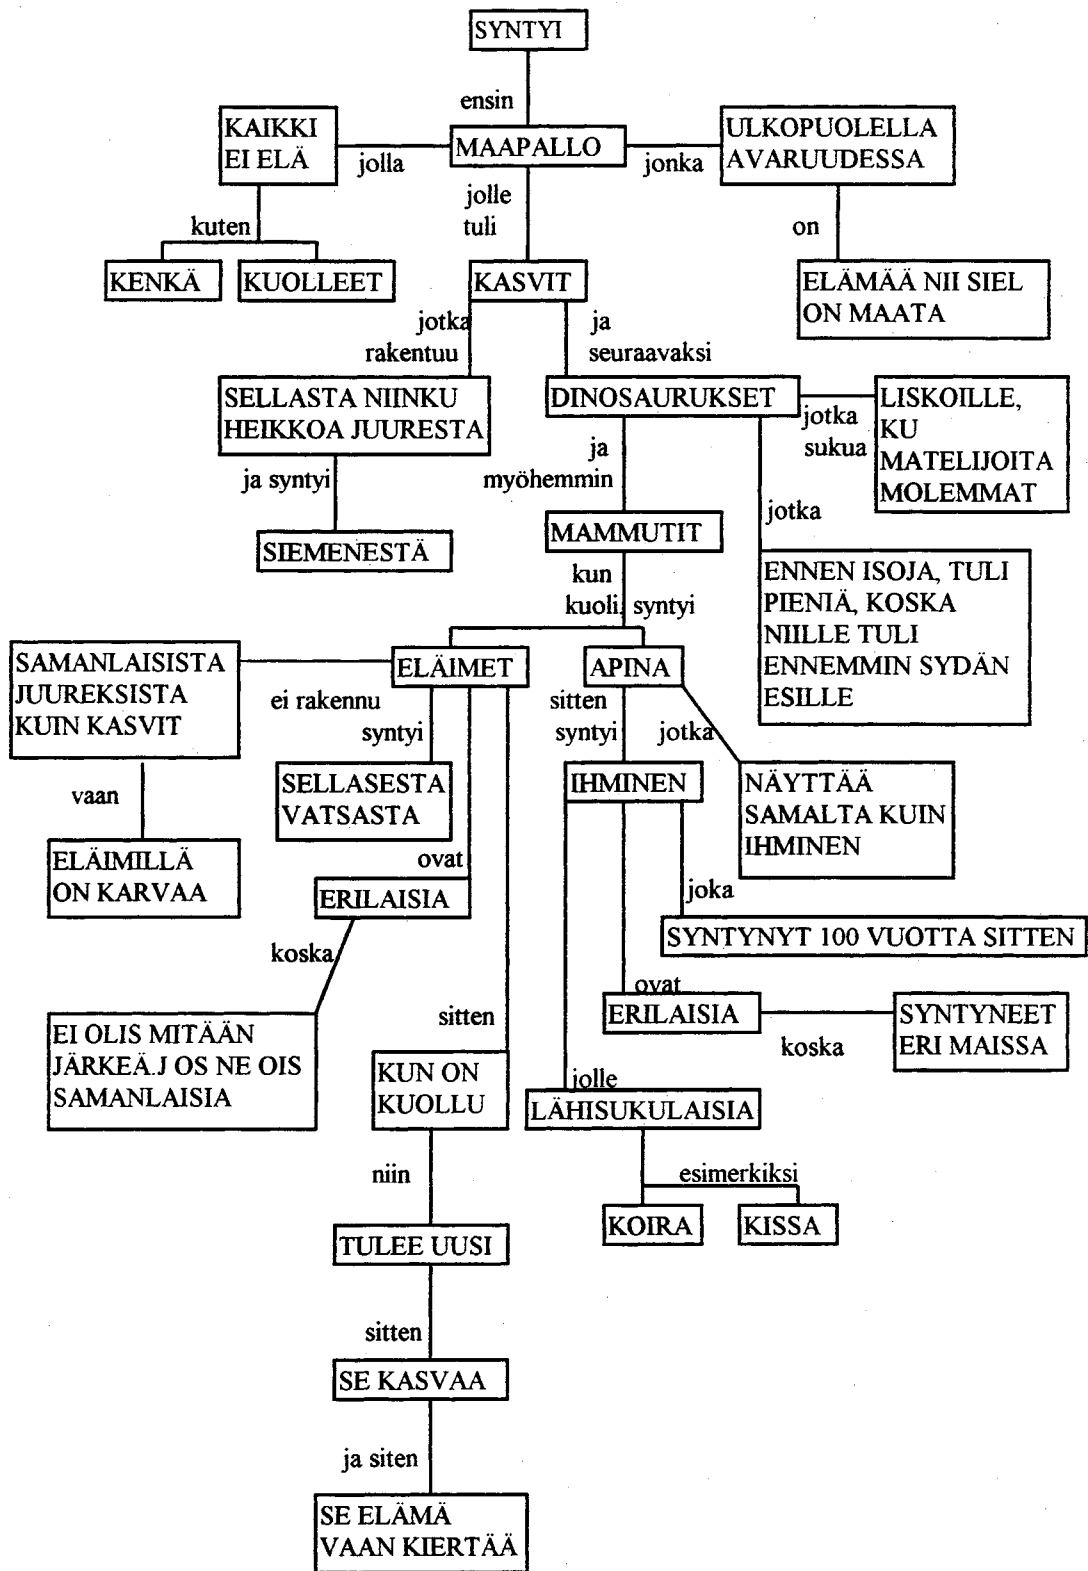 SYNTYI
ensin
KAIKKI
EI ELÄ
jolla
MAAPALLO
jonka
ULKOPUOLELLA
AVARUUDESSA
kuten
jolle
tuli
on
KENKÄ
KUOLLEET
KASVIT
ELÄMÄÄ NII SIEL
ON MAATA
jotka
rakentuu
ja
seuraavaksi
SELLASTA NIINKU
HEIKKOA JUURESTA
DINOSAURUKSET
jotka
sukua
LISKOILLE,
KU
MATELIJOITA
MOLEMMAT
ja syntyi
ja
myöhemmin
jotka
SIEMENESTÄ
MAMMUTIT
kun
kuoli, syntyi
ENNEN ISOJA, TULI
PIENIÄ, KOSKA
NIILLE TULI
ENNEMMIN SYDÄN
ESILLE
SAMANLAISISTA
JUUREKSISTA
KUIN KASVIT
ei rakennu
ELÄIMET
APINA
syntyi
sitten
syntyi
jotka
vaan
SELLASESTA
VATSASTA
IHMINEN
NÄYTTÄÄ
SAMALTA KUIN
IHMINEN
ELÄIMILLÄ
ON KARVAA
ovat
ERILAISIA
joka
SYNTYNYT 100 VUOTTA SITTEN
koska
ovat
EI OLIS MITÄÄN
JÄRKEÄ.J OS NE OIS
SAMANLAISIA
sitten
ERILAISIA
koska
SYNTYNEET
ERI MAISSA
KUN ON
KUOLLU
jolle
LÄHISUKULAISIA
niin
esimerkiksi
KOIRA
KISSA
TULEE UUSI
sitten
SE KASVAA
ja siten
SE ELÄMÄ
VAAN KIERTÄÄ